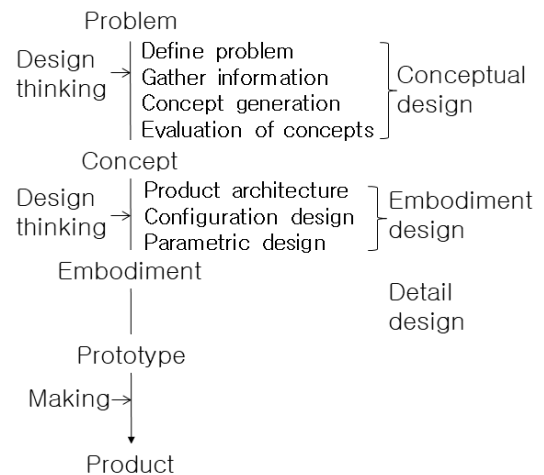 Problem
Design
thinking
Define problem
Gather information
Concept generation
Evaluation of concepts
Conceptual
design
Concept
Design
thinking
Product architecture
Configuration design
Parametric design
Embodiment
design
Embodiment
Detail
design
Prototype
Making
Product